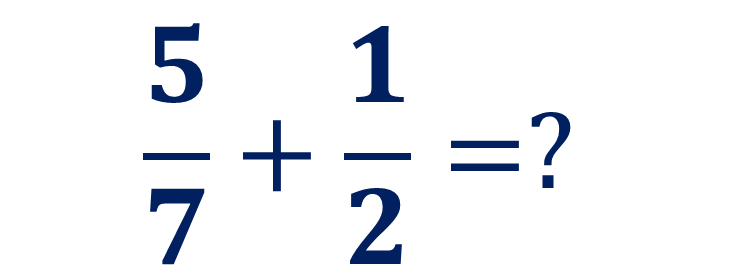 5/7 + 1/2 = ?